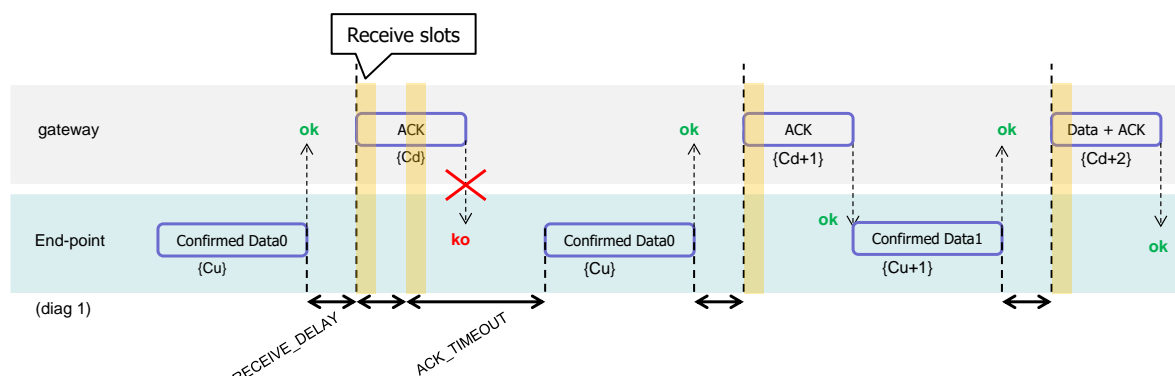 Receive slots
gateway
ok
ACK
{Cd}
ok
ACK
{Cd+1}
ok
Data + ACK
{Cd+2}
End-point
Confirmed Data0
{Cu}
ko
Confirmed Data0
{Cu}
ok
Confirmed Data1
{Cu+1}
ok
(diag 1)
RECEIVE_DELAY
ACK_TIMEOUT